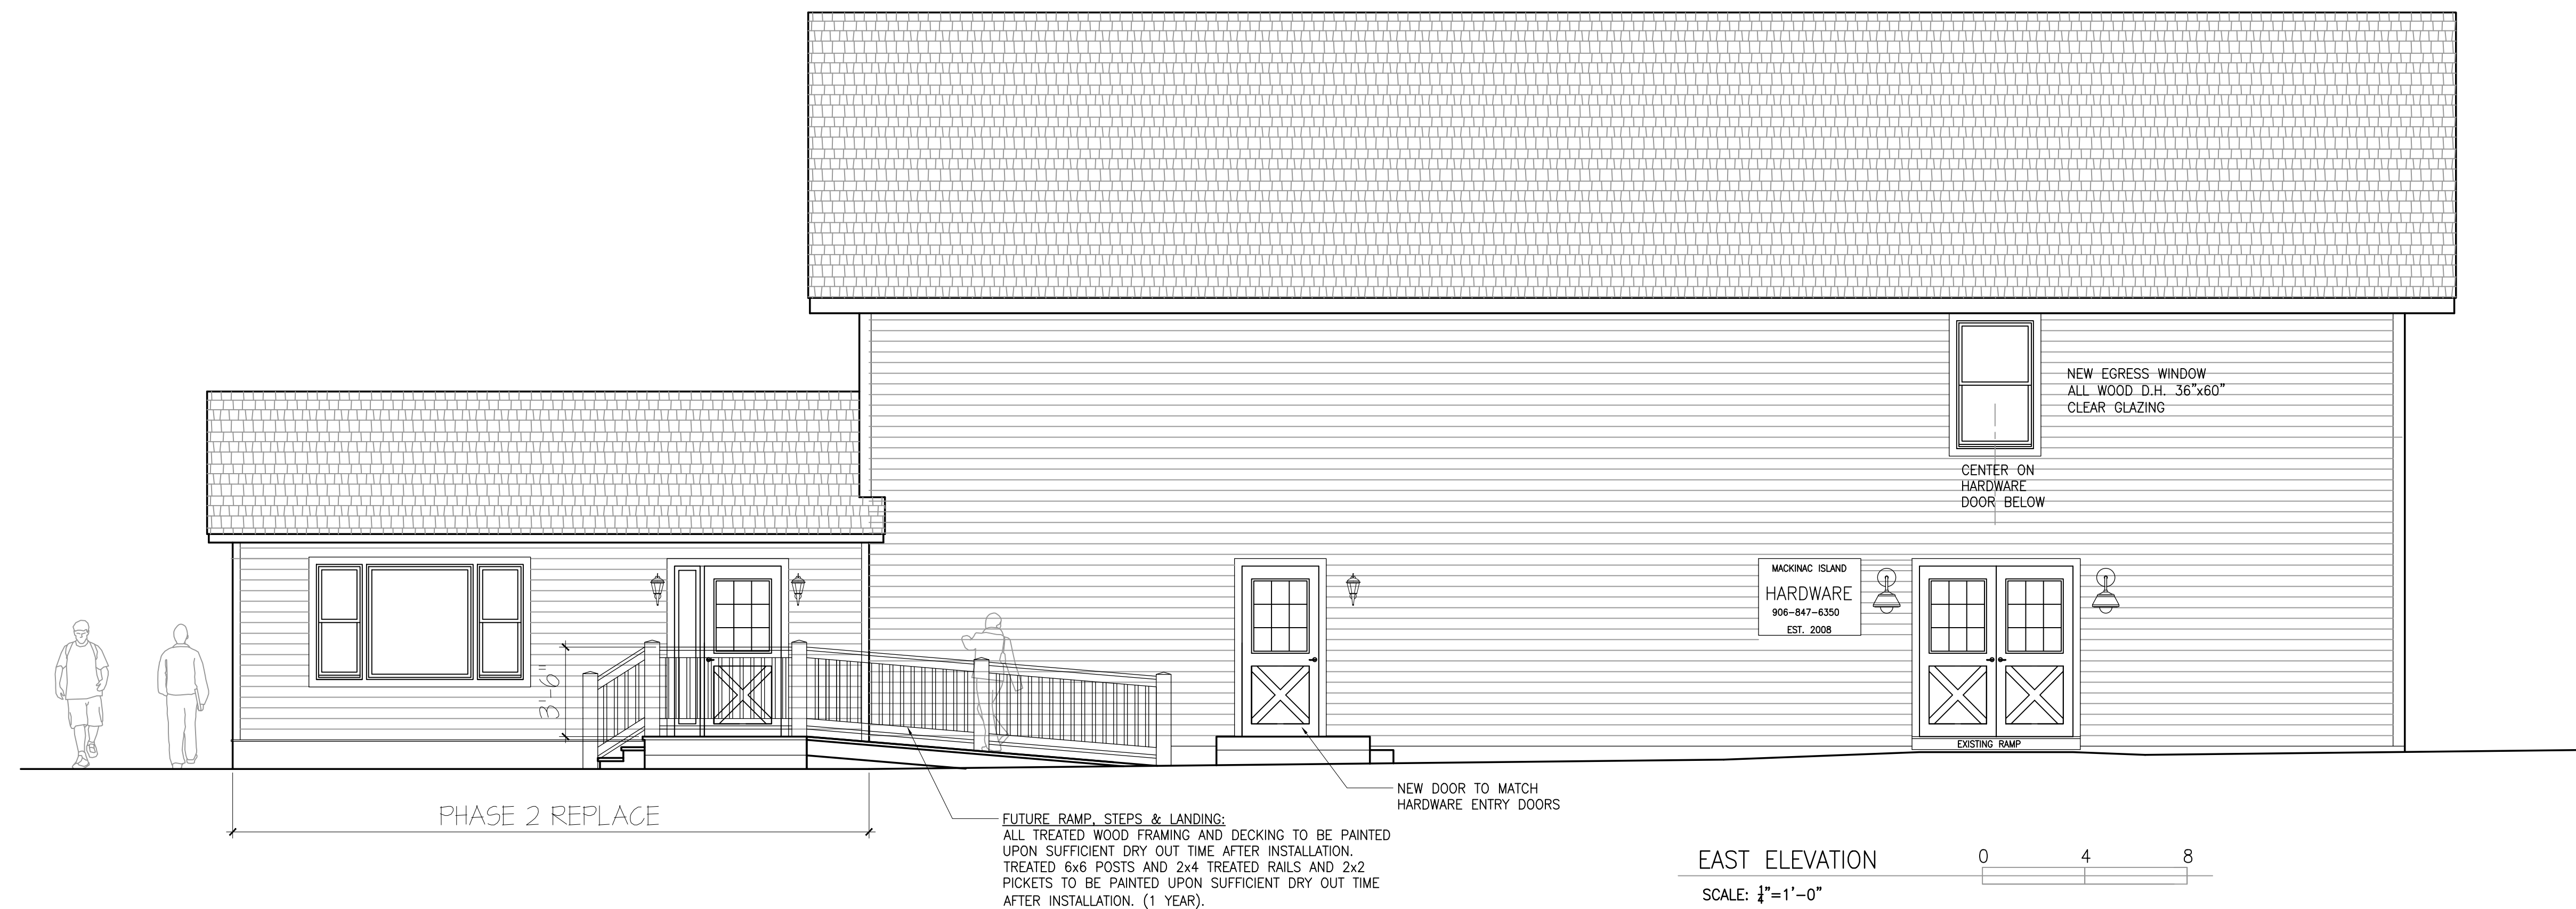 NEW EGRESS WINDOW
ALL WOOD D.H. 36"x60"
CLEAR GLAZING
CENTER ON
HARDWARE
DOOR BELOW
MACKINAC ISLAND
HARDWARE
906-847-6350
EST. 2008
3'-6"
EXISTING RAMP
NEW DOOR TO MATCH
HARDWARE ENTRY DOORS
PHASE 2 REPLACE
FUTURE RAMP, STEPS & LANDING:
ALL TREATED WOOD FRAMING AND DECKING TO BE PAINTED
UPON SUFFICIENT DRY OUT TIME AFTER INSTALLATION.
TREATED 6x6 POSTS AND 2x4 TREATED RAILS AND 2x2
PICKETS TO BE PAINTED UPON SUFFICIENT DRY OUT TIME
AFTER INSTALLATION. (1 YEAR).
EAST ELEVATION
SCALE: 1/4"=1'-0"
0 4 8